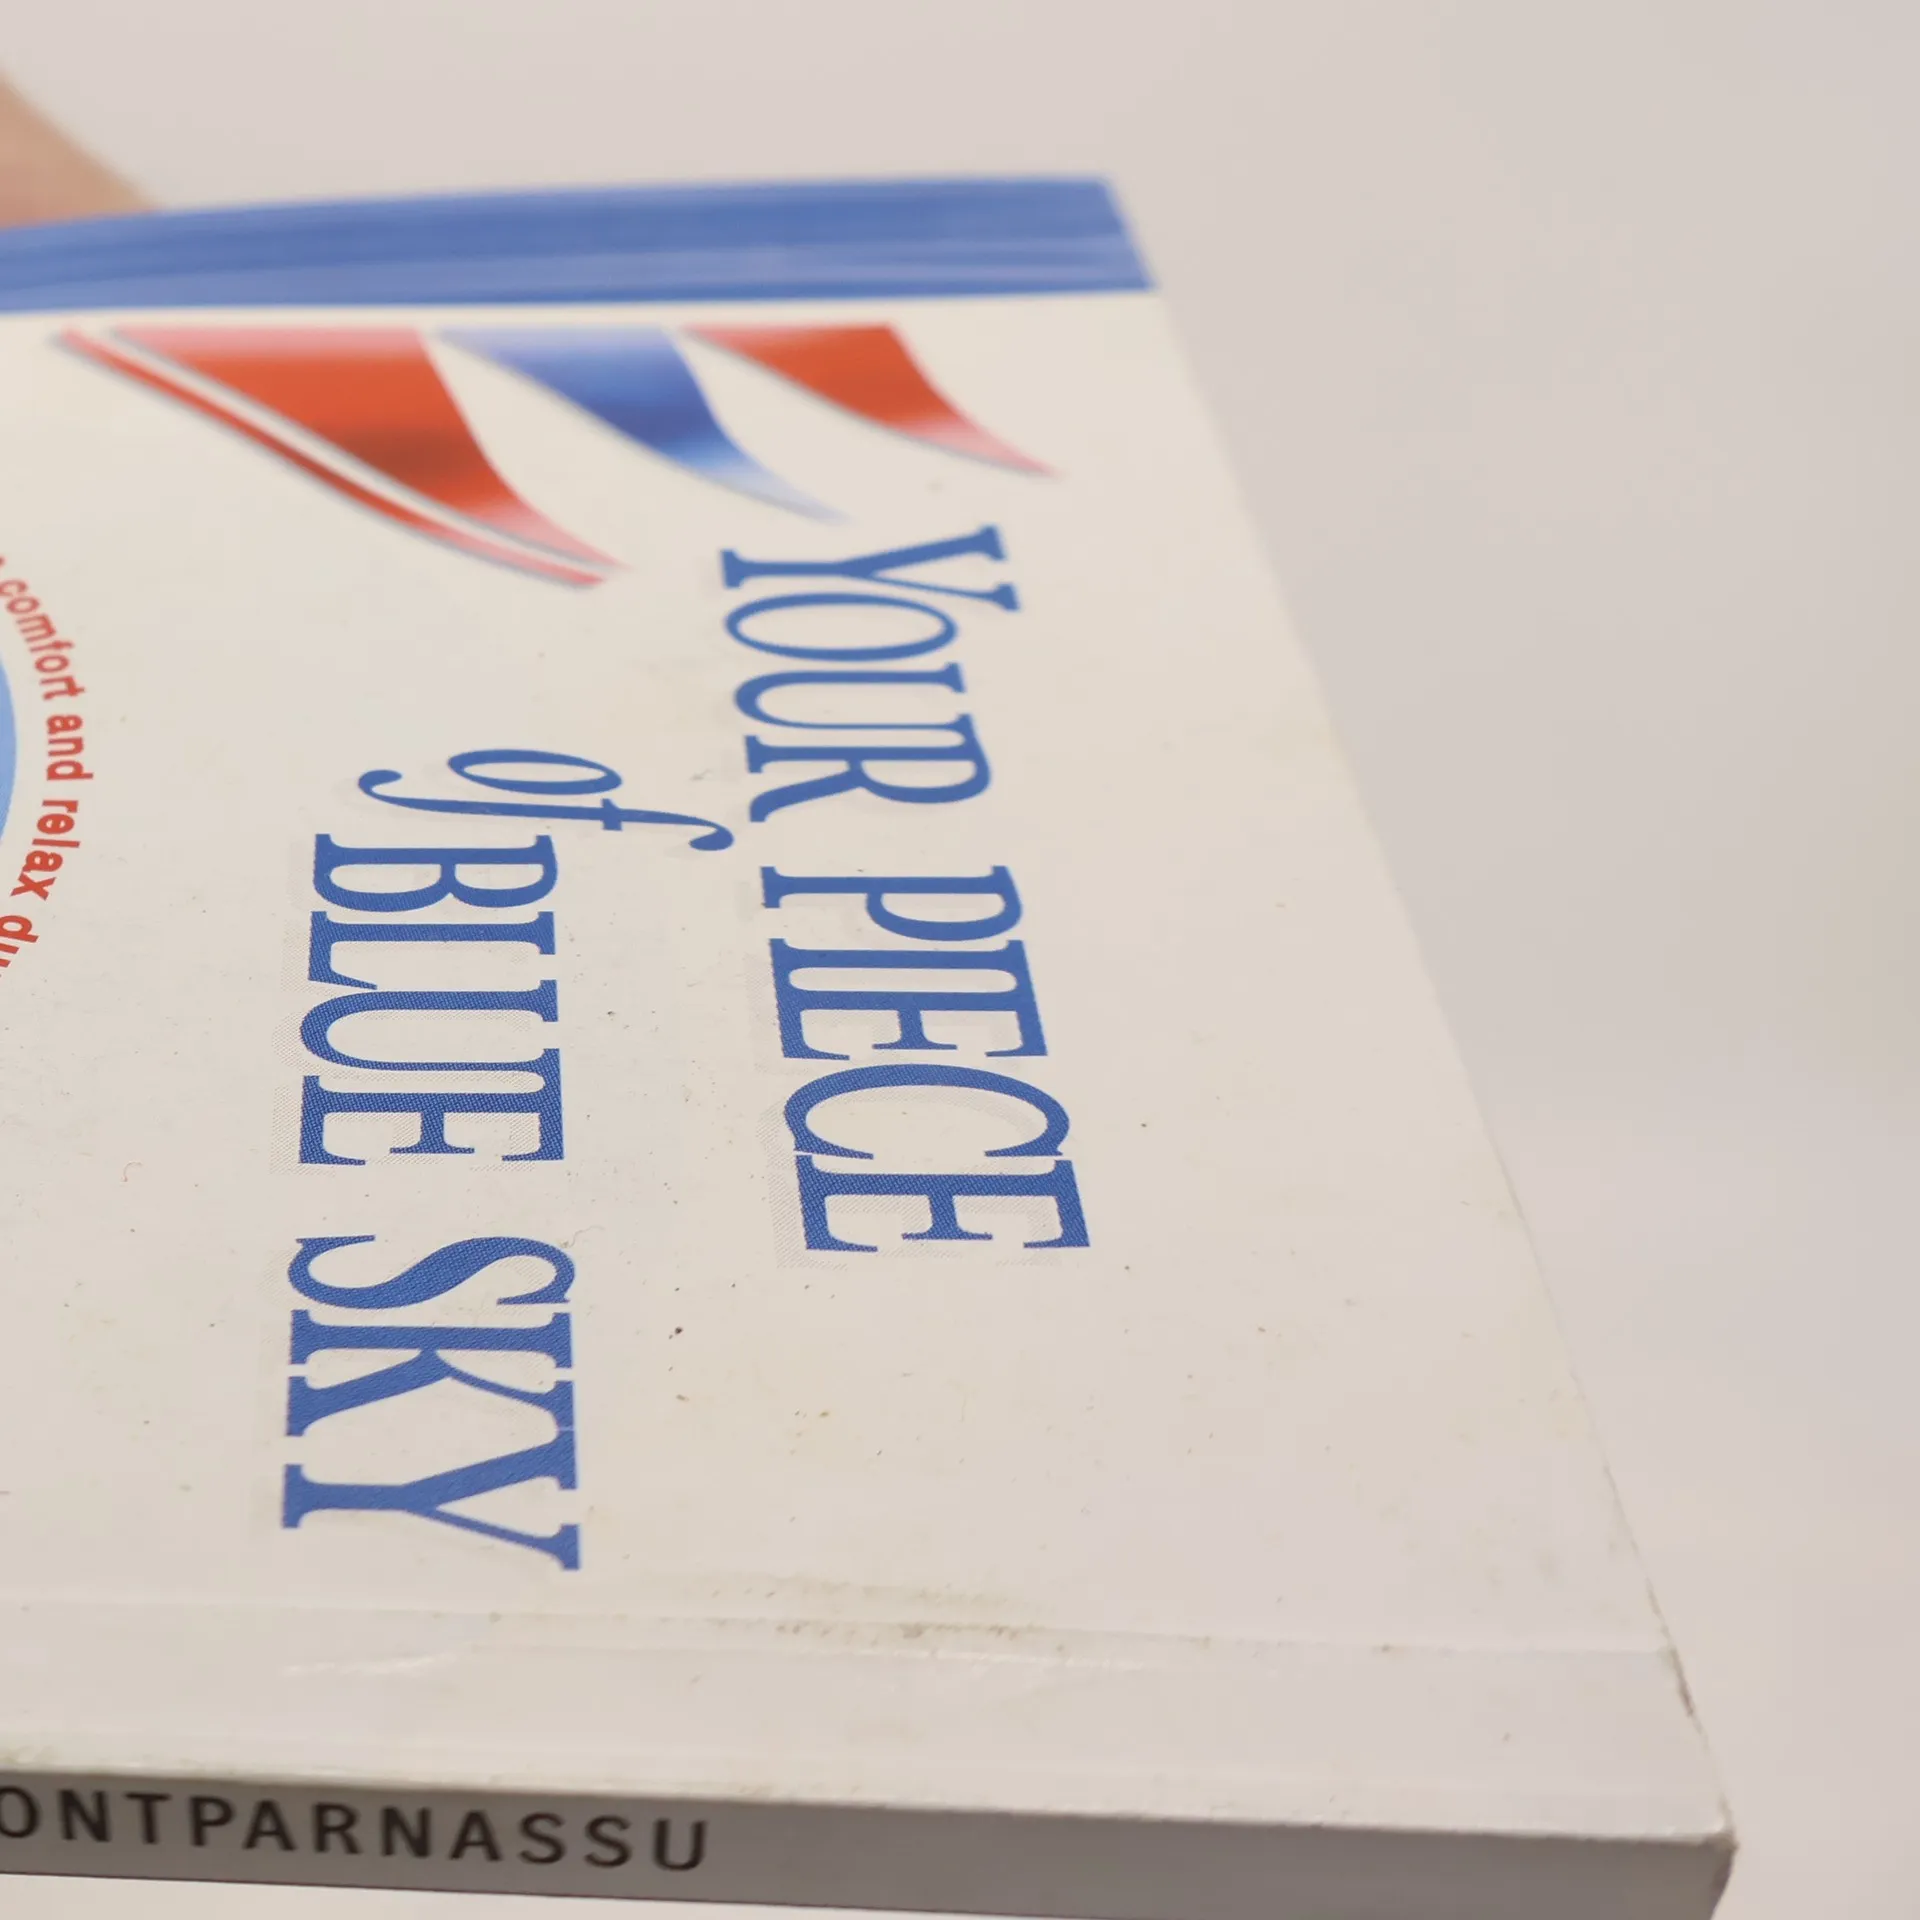 YOUR PIECE
of BLUE SKY
comfort and relax
ONTPARNASSU